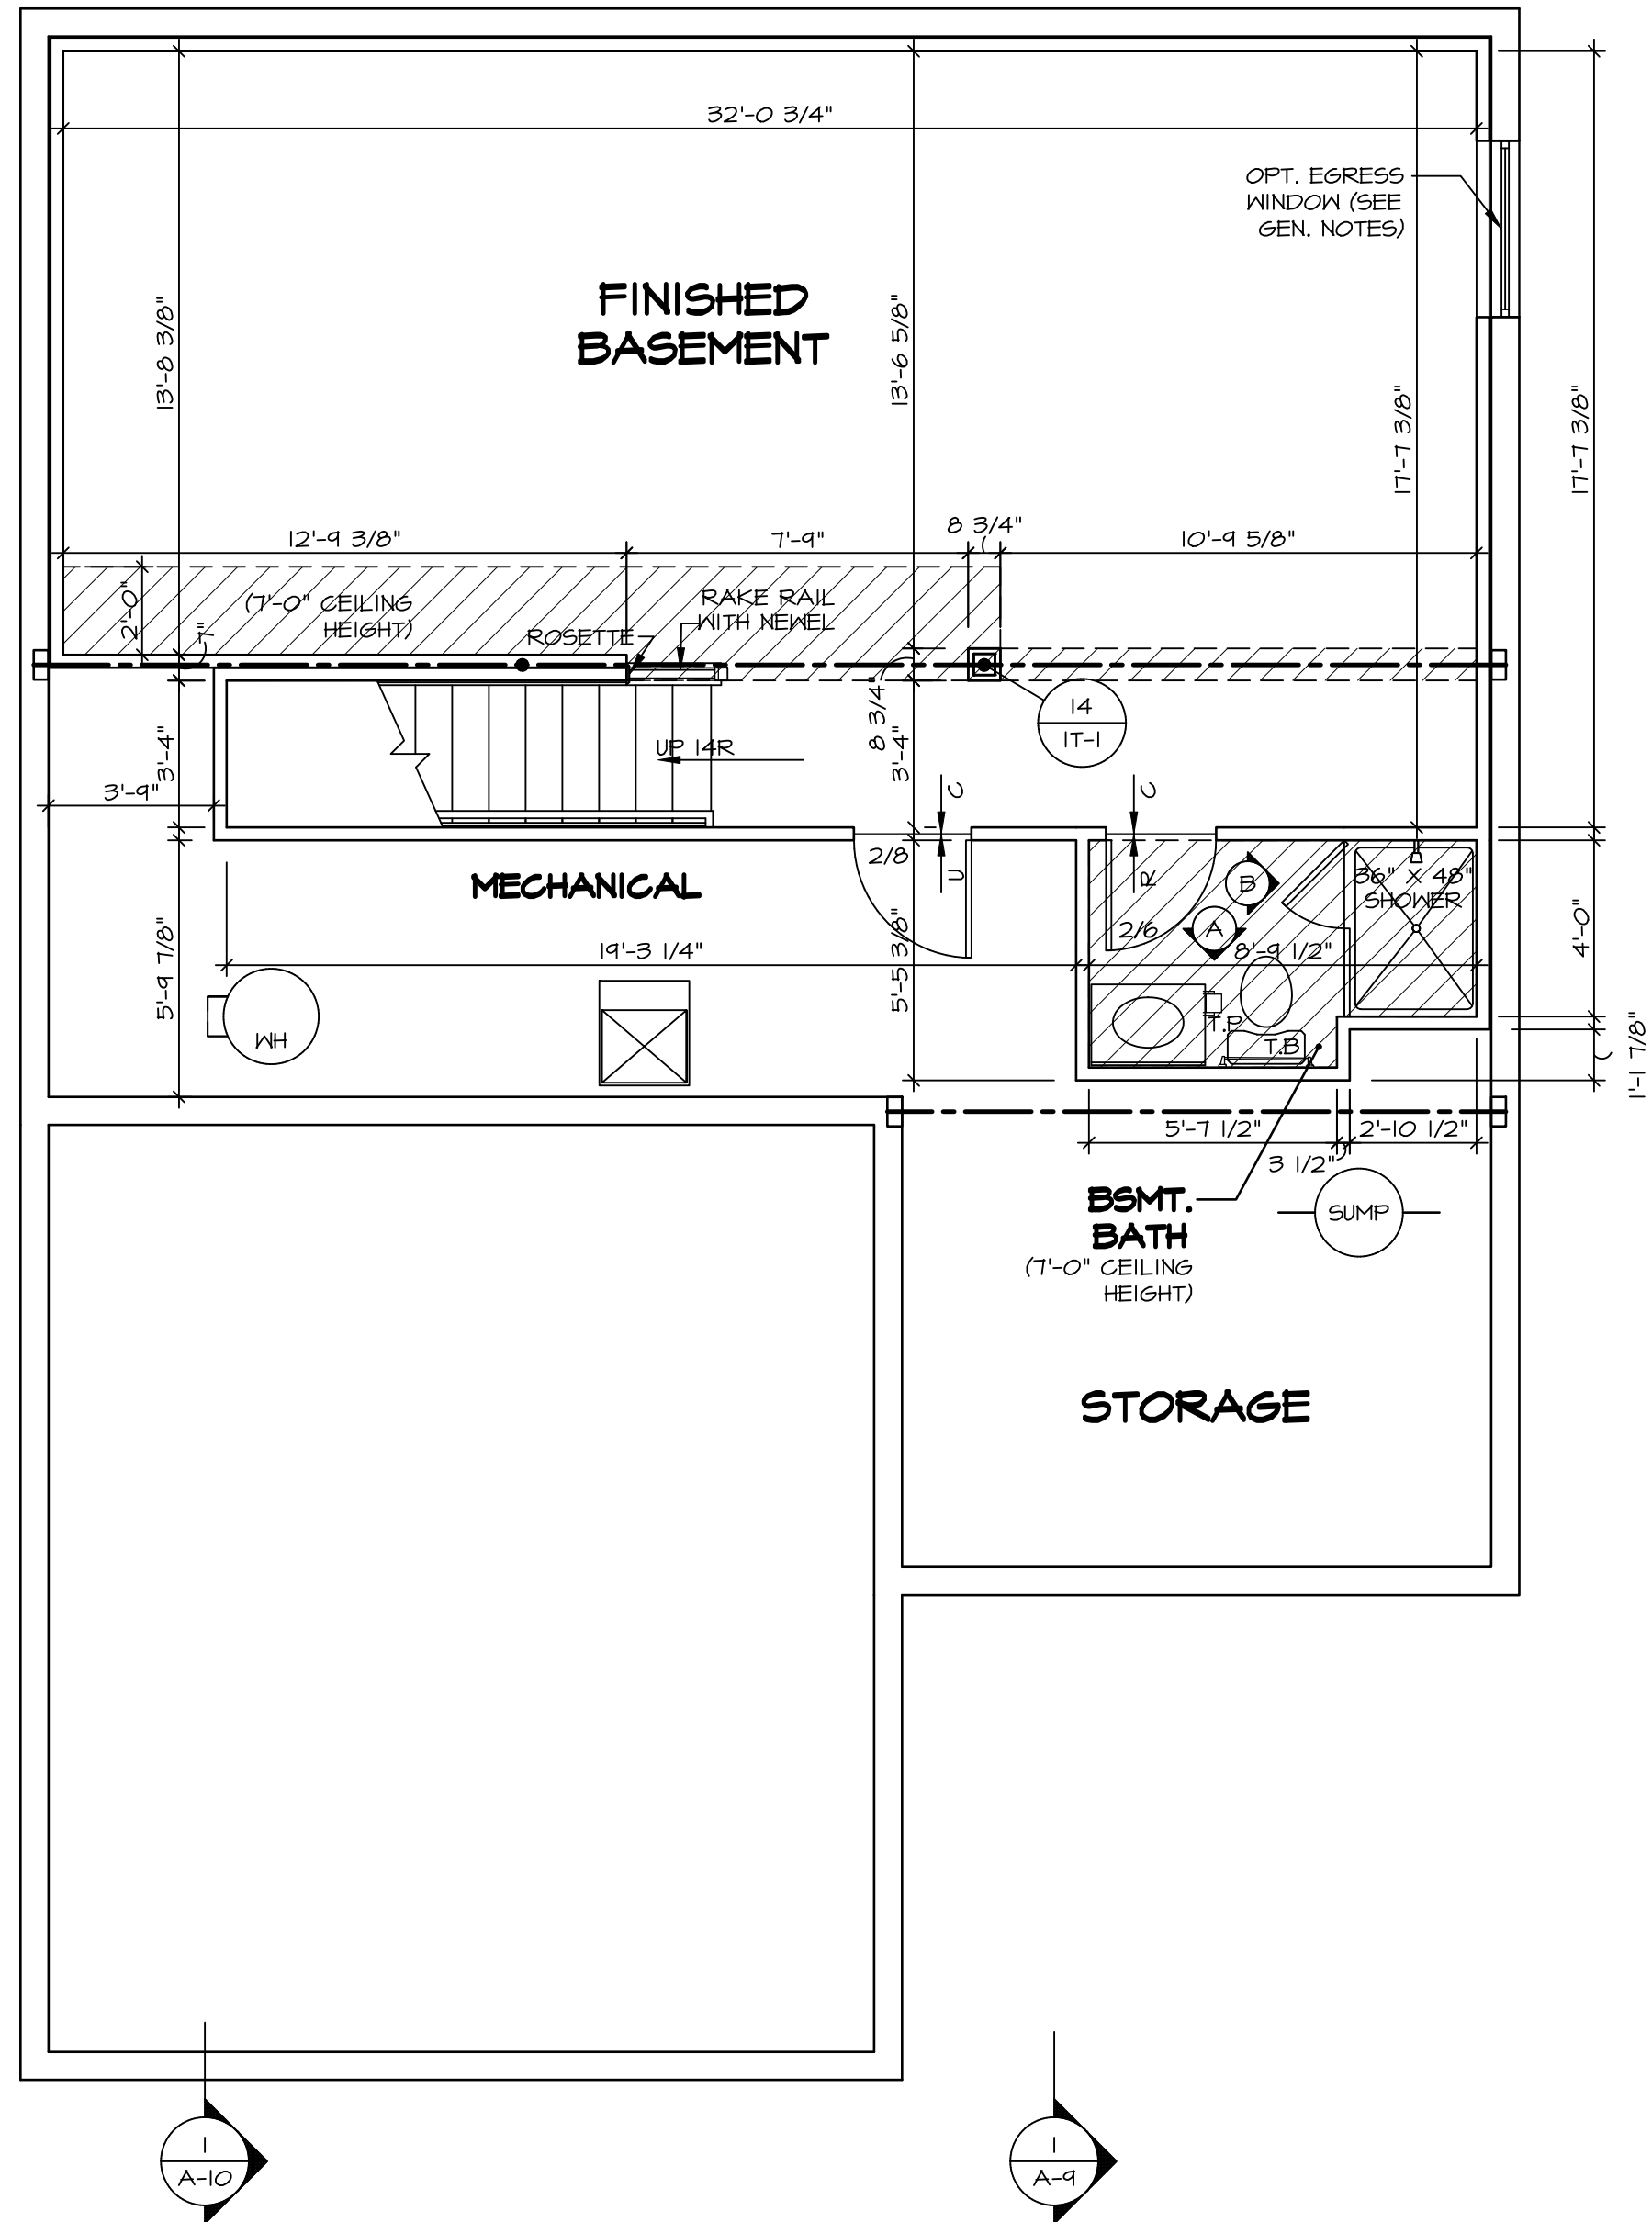 32'-0 3/4"
OPT. EGRESS
WINDOW (SEE
GEN. NOTES)
FINISHED
BASEMENT
13'-8 3/8"
13'-6 5/8"
17'-7 3/8"
17'-7 3/8"
12'-9 3/8"
7'-9"
8 3/4"
10'-9 5/8"
2'-0"
(7'-0" CEILING
HEIGHT)
7"
RAKE RAIL
WITH NEWEL
ROSETTE
8 3/4"
14
1T-1
3'-4"
UP 14R
3'-4"
3'-9"
C
C
2/8
U
R
MECHANICAL
B
36" X 48"
SHOWER
A
2/6
5'-9 7/8"
19'-3 1/4"
5'-5 3/8"
8'-9 1/2"
4'-0"
WH
T.P
T.B
1'-1 7/8"
5'-7 1/2"
2'-10 1/2"
3 1/2"
BSMT.
BATH
(7'-0" CEILING
HEIGHT)
SUMP
STORAGE
1
A-10
1
A-9